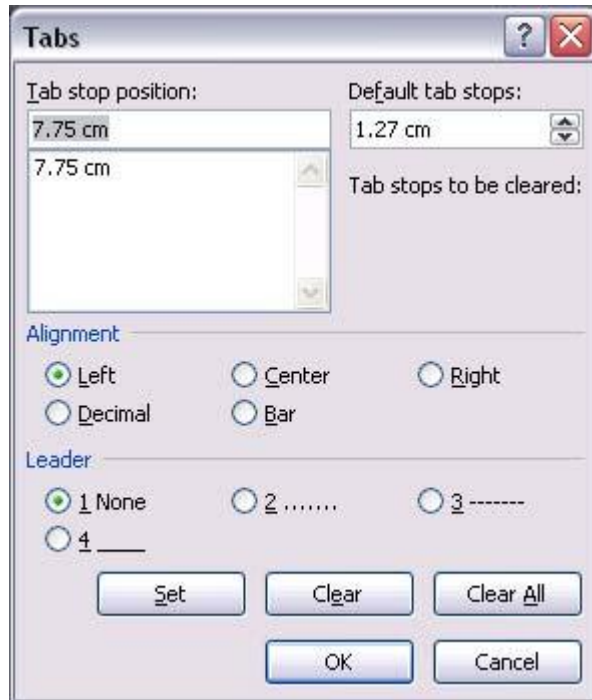 Tabs
Tab stop position:
Default tab stops:
7.75 cm
1.27 cm
7.75 cm
Tab stops to be cleared:
Alignment
Left Center Right
Decimal Bar
Leader
1 None 2 ....... 3 -------
4 ____
Set Clear Clear All
OK Cancel